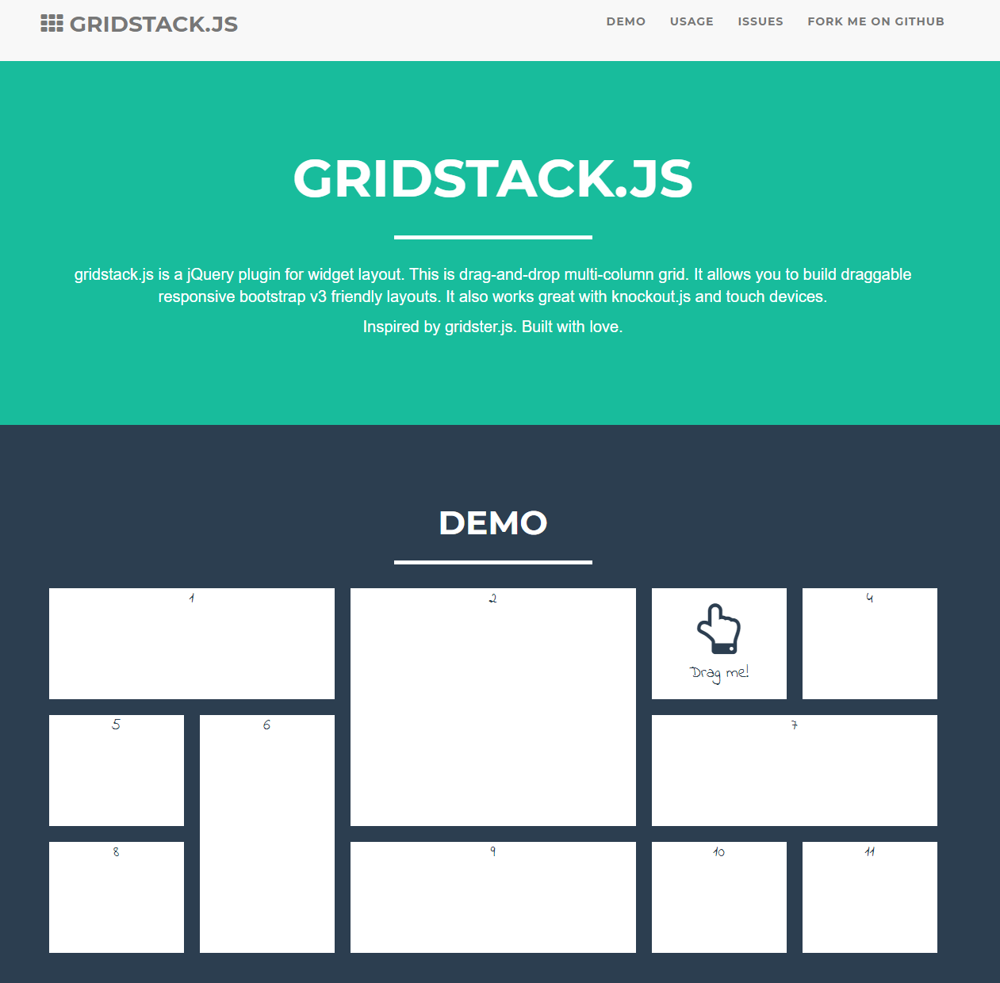 GRIDSTACK.JS
DEMO USAGE ISSUES FORK ME ON GITHUB
GRIDSTACK.JS
gridstack.js is a jQuery plugin for widget layout. This is drag-and-drop multi-column grid. It allows you to build draggable
responsive bootstrap v3 friendly layouts. It also works great with knockout.js and touch devices.
Inspired by gridster.js. Built with love.
DEMO
1
2
Drag me!
4
5
6
7
8
9
10
11